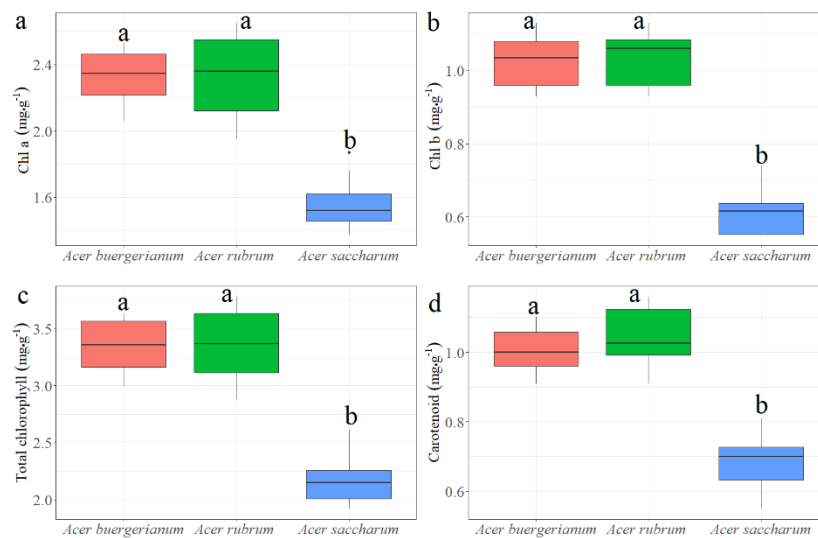 a
Chl a (mg·g⁻¹)
2.4
2.0
1.6
a
a
b
Acer buergerianum Acer rubrum Acer saccharum
b
Chl b (mg·g⁻¹)
1.0
0.8
0.6
a
a
b
Acer buergerianum Acer rubrum Acer saccharum
c
Total chlorophyll (mg·g⁻¹)
3.5
3.0
2.5
2.0
a
a
b
Acer buergerianum Acer rubrum Acer saccharum
d
Carotenoid (mg·g⁻¹)
1.0
0.8
0.6
a
a
b
Acer buergerianum Acer rubrum Acer saccharum